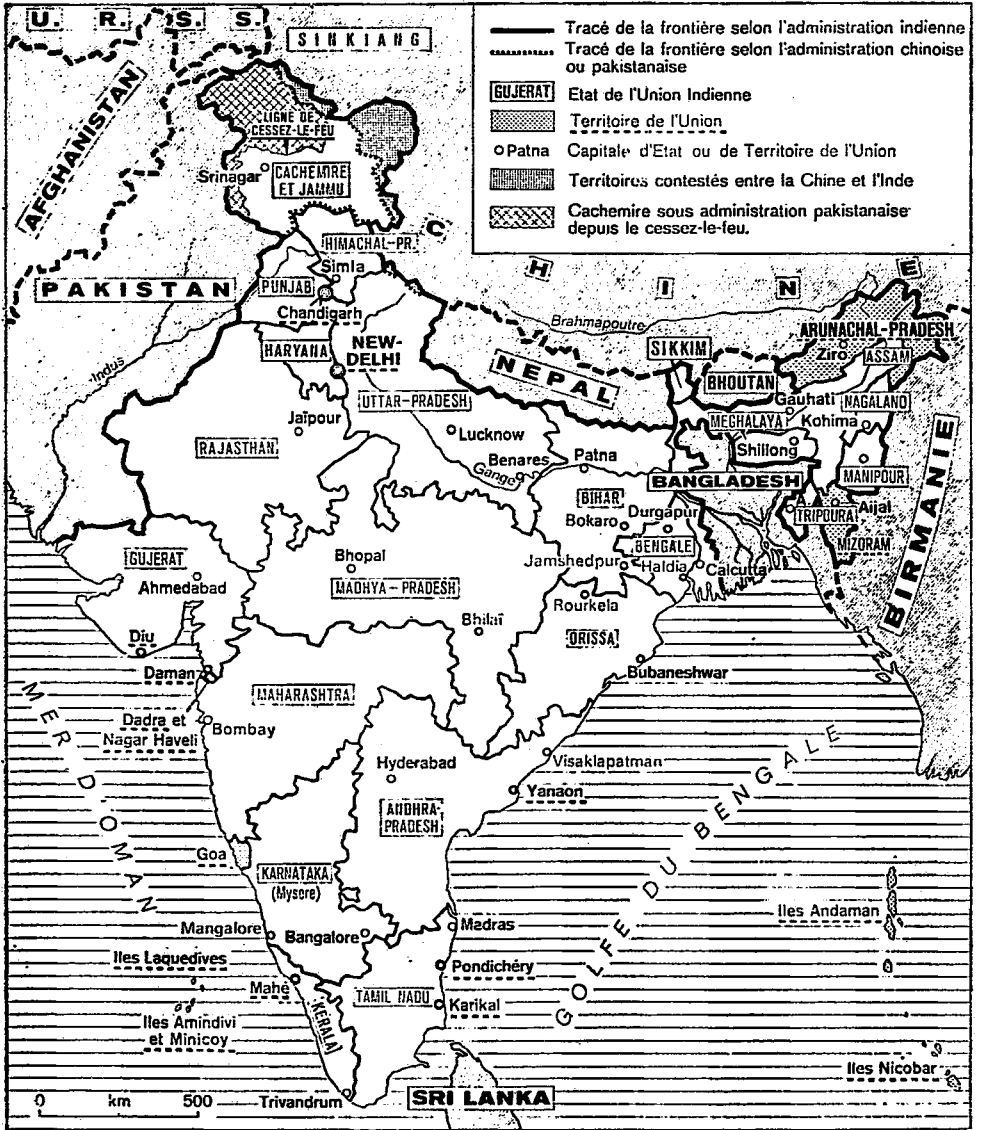 U. R. S. S.
SINKIANG
AFGHANISTAN
Tracé de la frontière selon l'administration indienne
Tracé de la frontière selon l'administration chinoise
ou pakistanaise
GUJERAT Etat de l'Union Indienne
Territoire de l'Union
Patna Capitale d'Etat ou de Territoire de l'Union
Territoires contestés entre la Chine et l'Inde
Cachemire sous administration pakistanaise
depuis le cessez-le-feu.
LIGNE DE
CESSEZ-LE-FEU
Srinagar
CACHEMIRE
ET JAMMU
CHINE
HIMACHAL-PR.
Simla
PAKISTAN
PUNJAB
Chandigarh
Indus
HARYANA
NEW-
DELHI
Brahmapoutre
NEPAL
SIKKIM
BHOUTAN
ARUNACHAL-PRADESH
Ziro
ASSAM
Gauhati
NAGALAND
MEGHALAYA
Kohima
Shillong
MANIPOUR
UTTAR-PRADESH
Jaïpour
RAJASTHAN
Lucknow
Benares
Gange
Patna
BANGLADESH
BIHAR
Bokaro
Durgapur
BENGALE
Jamshedpur
Haldia
Calcutta
A.
TRIPOURA
Aijal
MIZORAM
BIRMANIE
GUJERAT
Ahmedabad
Bhopal
MADHYA-PRADESH
Rourkela
Bhilaï
ORISSA
Bubaneshwar
Diu
Daman
Dadra et
Nagar Haveli
MAHARASHTRA
Bombay
MER D'OMAN
Hyderabad
Visaklapatman
Yanaon
ANDHRA-
PRADESH
Goa
KARNATAKA
(Mysore)
GOLFE DU BENGALE
Iles Andaman
Mangalore
Bangalore
Madras
Iles Laquedives
Mahé
Pondichéry
Iles Amindivi
et Minicoy
KERALA
TAMIL NADU
Karikal
Iles Nicobar
0 km 500
Trivandrum
SRI LANKA